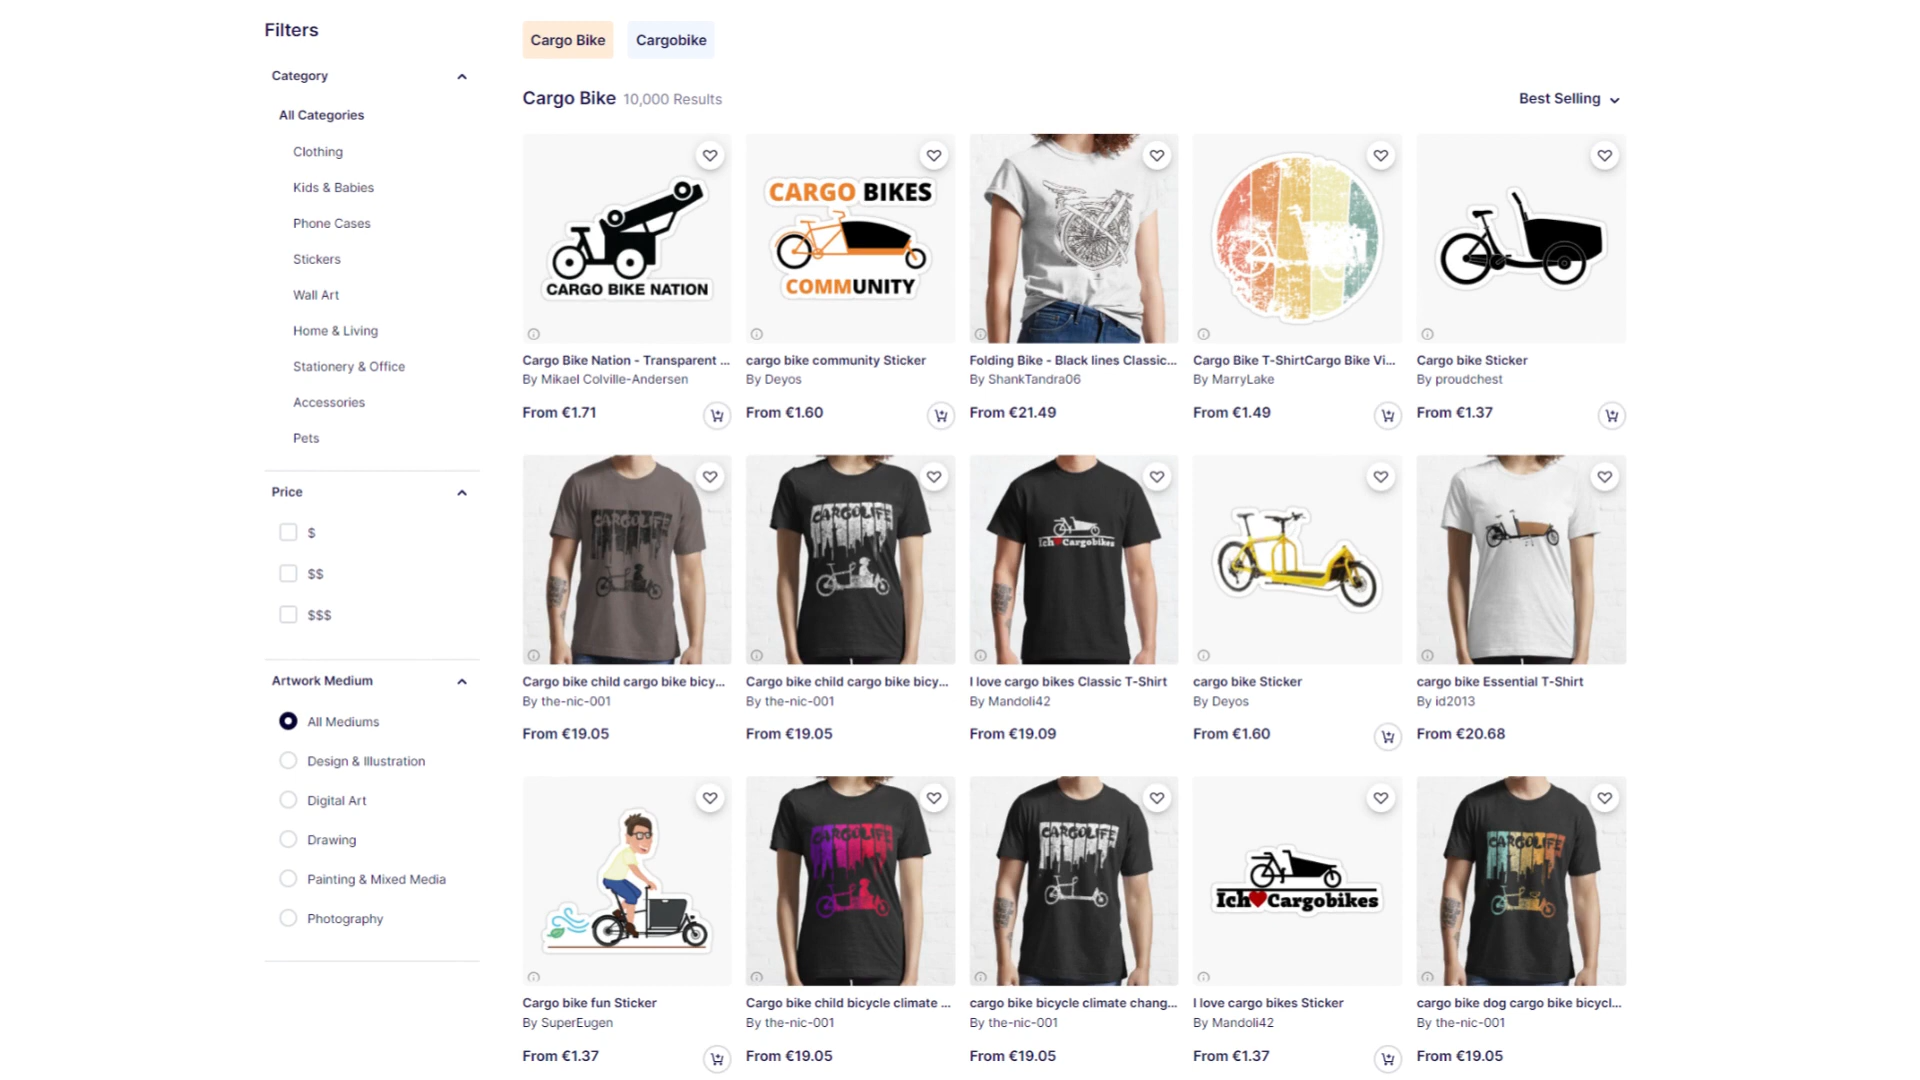 Filters
Category
All Categories
Clothing
Kids & Babies
Phone Cases
Stickers
Wall Art
Home & Living
Stationery & Office
Accessories
Pets
Price
$
$$
$$$
Artwork Medium
All Mediums
Design & Illustration
Digital Art
Drawing
Painting & Mixed Media
Photography
Cargo Bike
Cargobike
Cargo Bike 10,000 Results
Best Selling
CARGO BIKE NATION
Cargo Bike Nation - Transparent ...
By Mikael Colville-Andersen
From €1.71
CARGO BIKES
COMMUNITY
cargo bike community Sticker
By Deyos
From €1.60
Folding Bike - Black lines Classic...
By ShankTandra06
From €21.49
Cargo Bike T-ShirtCargo Bike Vi...
By MarryLake
From €1.49
Cargo bike Sticker
By proudchest
From €1.37
CARGOLIFE
Cargo bike child cargo bike bicy...
By the-nic-001
From €19.05
CARGOLIFE
Cargo bike child cargo bike bicy...
By the-nic-001
From €19.05
Ich Cargobikes
I love cargo bikes Classic T-Shirt
By Mandoli42
From €19.09
cargo bike Sticker
By Deyos
From €1.60
cargo bike Essential T-Shirt
By id2013
From €20.68
Cargo bike fun Sticker
By SuperEugen
From €1.37
CARGOLIFE
Cargo bike child bicycle climate ...
By the-nic-001
From €19.05
CARGOLIFE
cargo bike bicycle climate chang...
By the-nic-001
From €19.05
Ich Cargobikes
I love cargo bikes Sticker
By Mandoli42
From €1.37
CARGOLIFE
cargo bike dog cargo bike bicycl...
By the-nic-001
From €19.05